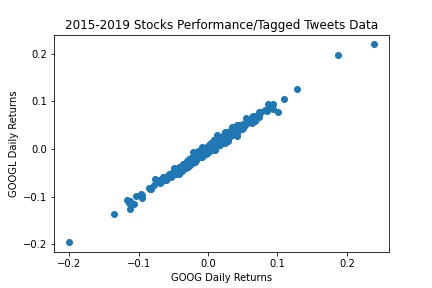 2015-2019 Stocks Performance/Tagged Tweets Data
0.2
0.1
0.0
−0.1
−0.2
GOOGL Daily Returns
−0.2 −0.1 0.0 0.1 0.2
GOOG Daily Returns